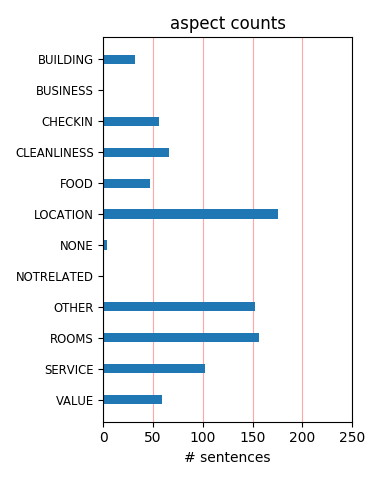 aspect counts
BUILDING
BUSINESS
CHECKIN
CLEANLINESS
FOOD
LOCATION
NONE
NOTRELATED
OTHER
ROOMS
SERVICE
VALUE
0 50 100 150 200 250
# sentences